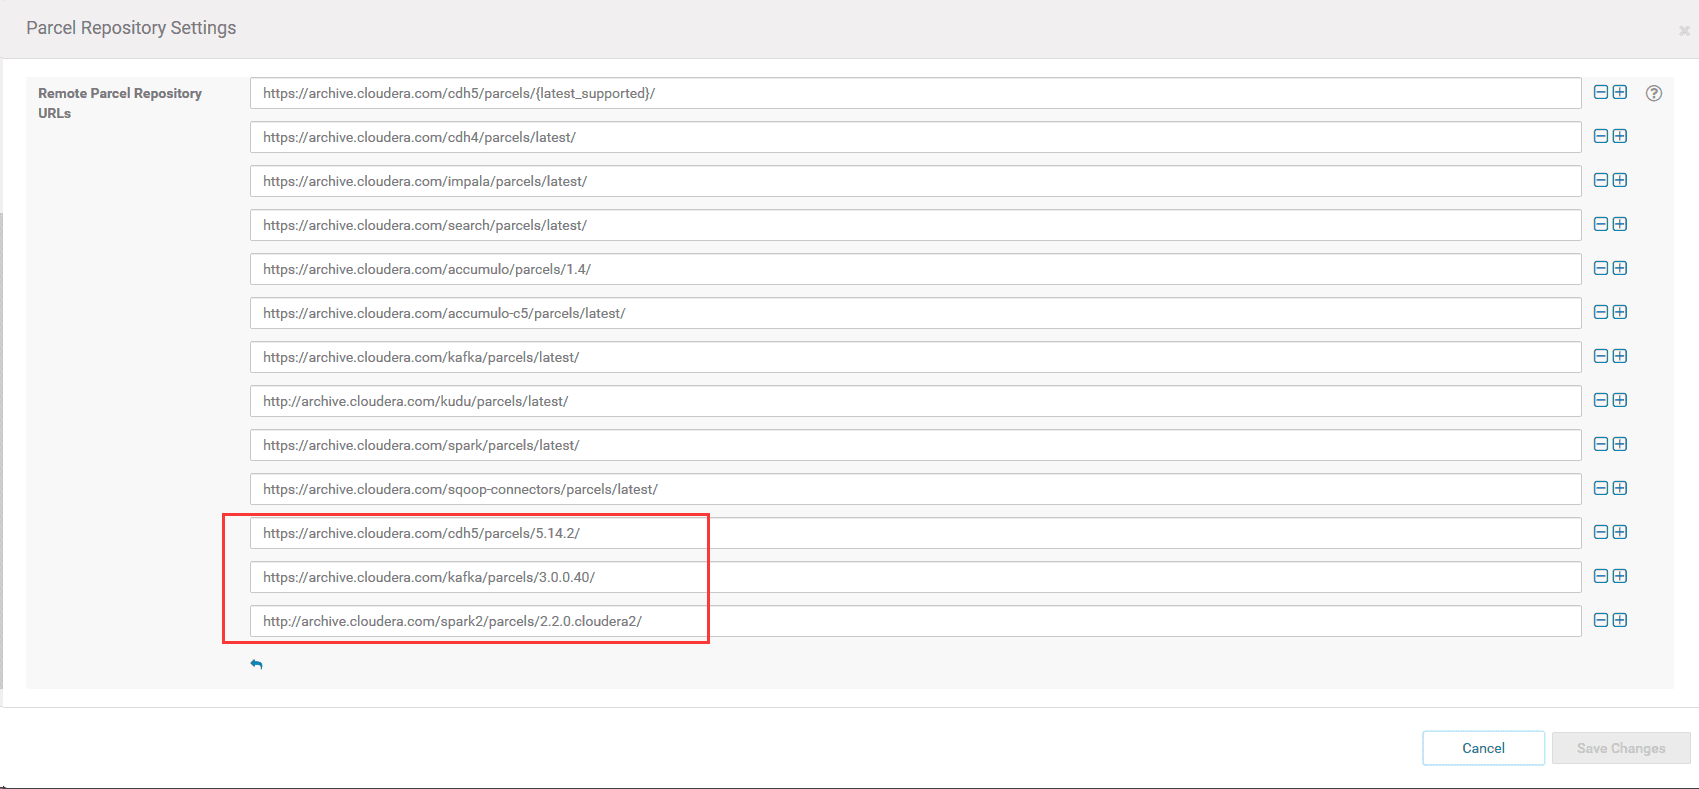 Parcel Repository Settings
Remote Parcel Repository
URLs
https://archive.cloudera.com/cdh5/parcels/{latest_supported}/
https://archive.cloudera.com/cdh4/parcels/latest/
https://archive.cloudera.com/impala/parcels/latest/
https://archive.cloudera.com/search/parcels/latest/
https://archive.cloudera.com/accumulo/parcels/1.4/
https://archive.cloudera.com/accumulo-c5/parcels/latest/
https://archive.cloudera.com/kafka/parcels/latest/
http://archive.cloudera.com/kudu/parcels/latest/
https://archive.cloudera.com/spark/parcels/latest/
https://archive.cloudera.com/sqoop-connectors/parcels/latest/
https://archive.cloudera.com/cdh5/parcels/5.14.2/
https://archive.cloudera.com/kafka/parcels/3.0.0.40/
http://archive.cloudera.com/spark2/parcels/2.2.0.cloudera2/
Cancel
Save Changes